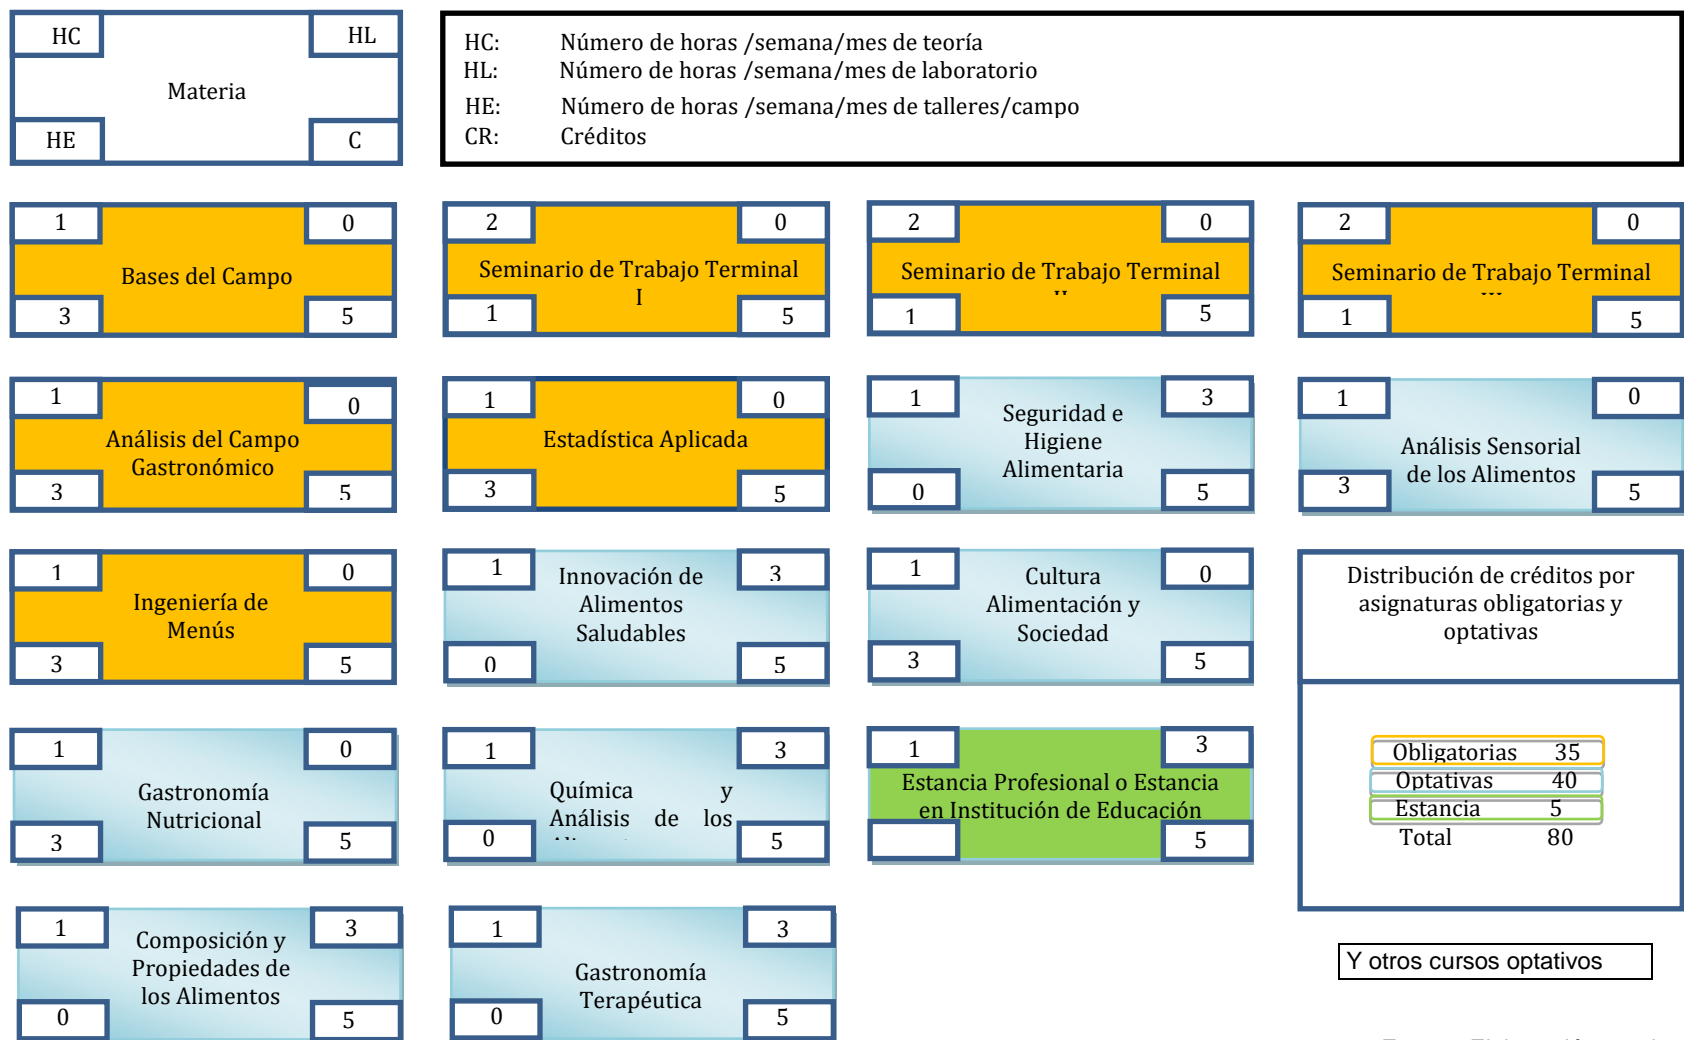 HC HL
Materia
HE C
HC: Número de horas /semana/mes de teoría
HL: Número de horas /semana/mes de laboratorio
HE: Número de horas /semana/mes de talleres/campo
CR: Créditos
1 0
Bases del Campo
3 5
2 0
Seminario de Trabajo Terminal
I
1 5
2 0
Seminario de Trabajo Terminal
1 5
2 0
Seminario de Trabajo Terminal
1 5
1 0
Análisis del Campo
Gastronómico
3 5
1 0
Estadística Aplicada
3 5
1 3
Seguridad e
Higiene
Alimentaria
0 5
1 0
Análisis Sensorial
de los Alimentos
3 5
1 0
Ingeniería de
Menús
3 5
1 3
Innovación de
Alimentos
Saludables
0 5
1 0
Cultura
Alimentación y
Sociedad
3 5
Distribución de créditos por
asignaturas obligatorias y
optativas
Obligatorias 35
Optativas 40
Estancia 5
Total 80
1 0
Gastronomía
Nutricional
3 5
1 3
Química y
Análisis de los
0 5
1 3
Estancia Profesional o Estancia
en Institución de Educación
5
1 3
Composición y
Propiedades de
los Alimentos
0 5
1 3
Gastronomía
Terapéutica
0 5
Y otros cursos optativos